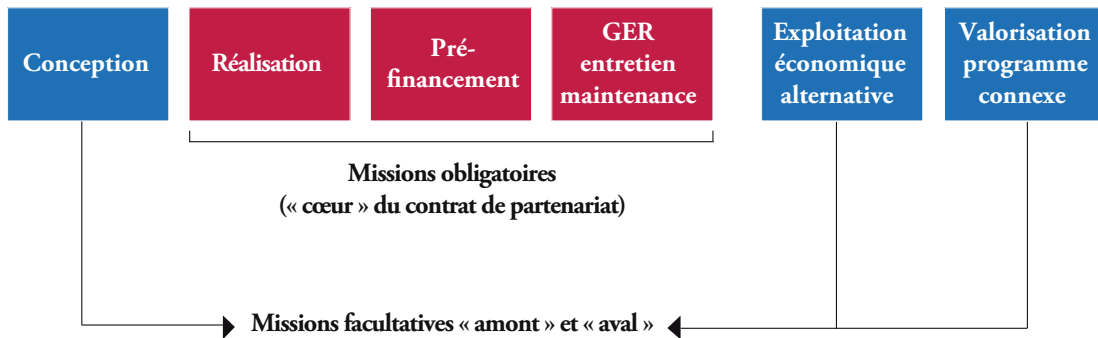 Conception
Réalisation
Pré-
financement
GER
entretien
maintenance
Exploitation
économique
alternative
Valorisation
programme
connexe
Missions obligatoires
(« cœur » du contrat de partenariat)
Missions facultatives « amont » et « aval »